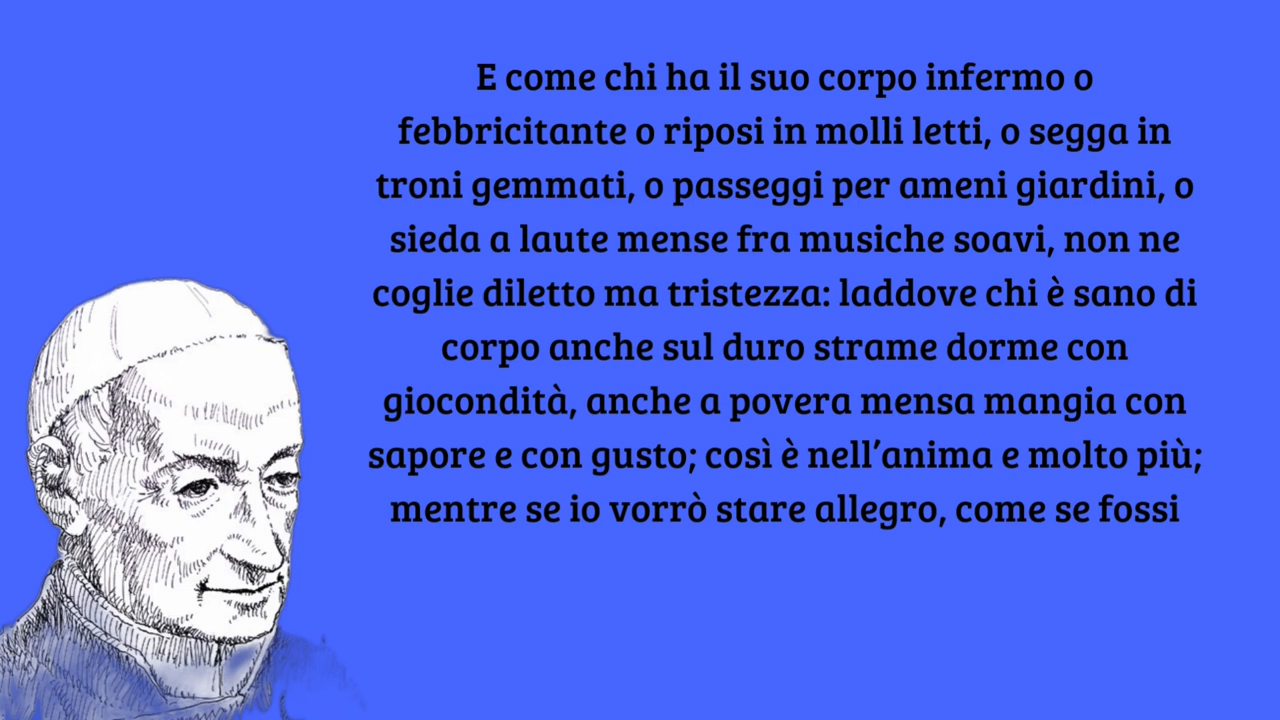 E come chi ha il suo corpo infermo o
febbricitante o riposi in molli letti, o segga in
troni gemmati, o passeggi per ameni giardini, o
sieda a laute mense fra musiche soavi, non ne
coglie diletto ma tristezza: laddove chi è sano di
corpo anche sul duro strame dorme con
giocondità, anche a povera mensa mangia con
sapore e con gusto; così è nell’anima e molto più;
mentre se io vorrò stare allegro, come se fossi